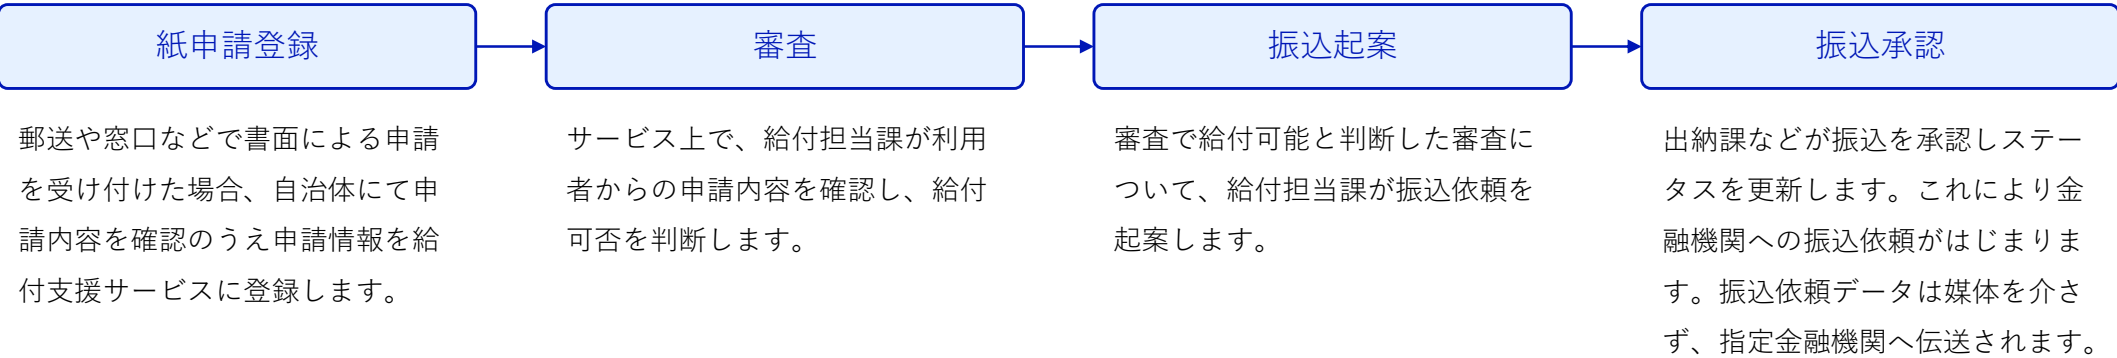 紙申請登録
郵送や窓口などで書面による申請
を受け付けた場合、自治体にて申
請内容を確認のうえ申請情報を給
付支援サービスに登録します。
審査
サービス上で、給付担当課が利用
者からの申請内容を確認し、給付
可否を判断します。
振込起案
審査で給付可能と判断した審査に
ついて、給付担当課が振込依頼を
起案します。
振込承認
出納課などが振込を承認しステー
タスを更新します。これにより金
融機関への振込依頼がはじまりま
す。振込依頼データは媒体を介さ
ず、指定金融機関へ伝送されます。